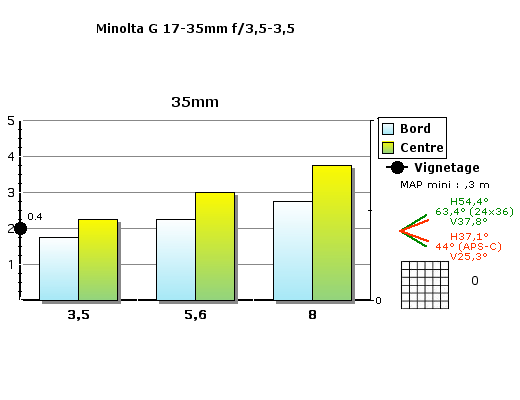 Minolta G 17-35mm f/3,5-3,5
35mm
5
4
3
2
1
0.4
0
3,5
5,6
8
Bord
Centre
Vignetage
MAP mini : ,3 m
H54,4°
63,4° (24x36)
V37,8°
H37,1°
44° (APS-C)
V25,3°
0